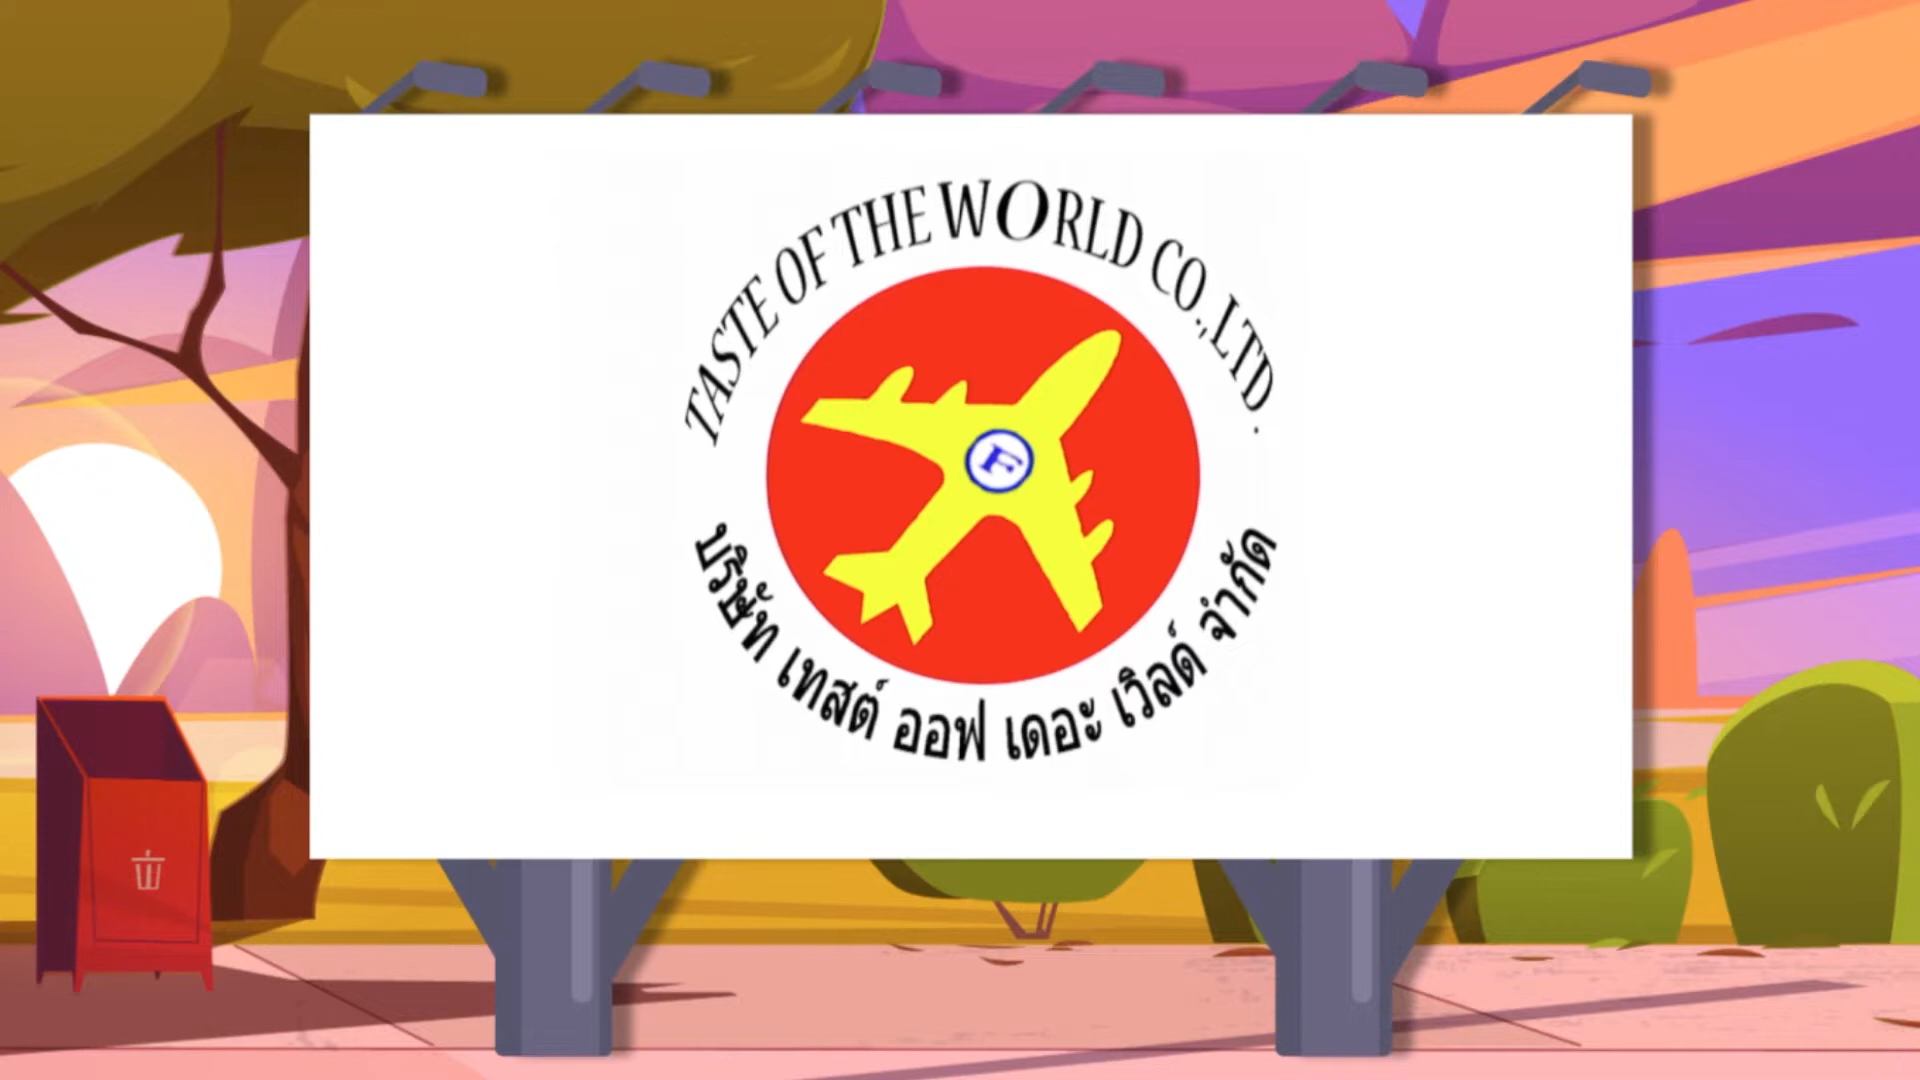 TASTE OF THE WORLD CO.,LTD.
F
บริษัท เทสต์ ออฟ เดอะ เวิลด์ จำกัด